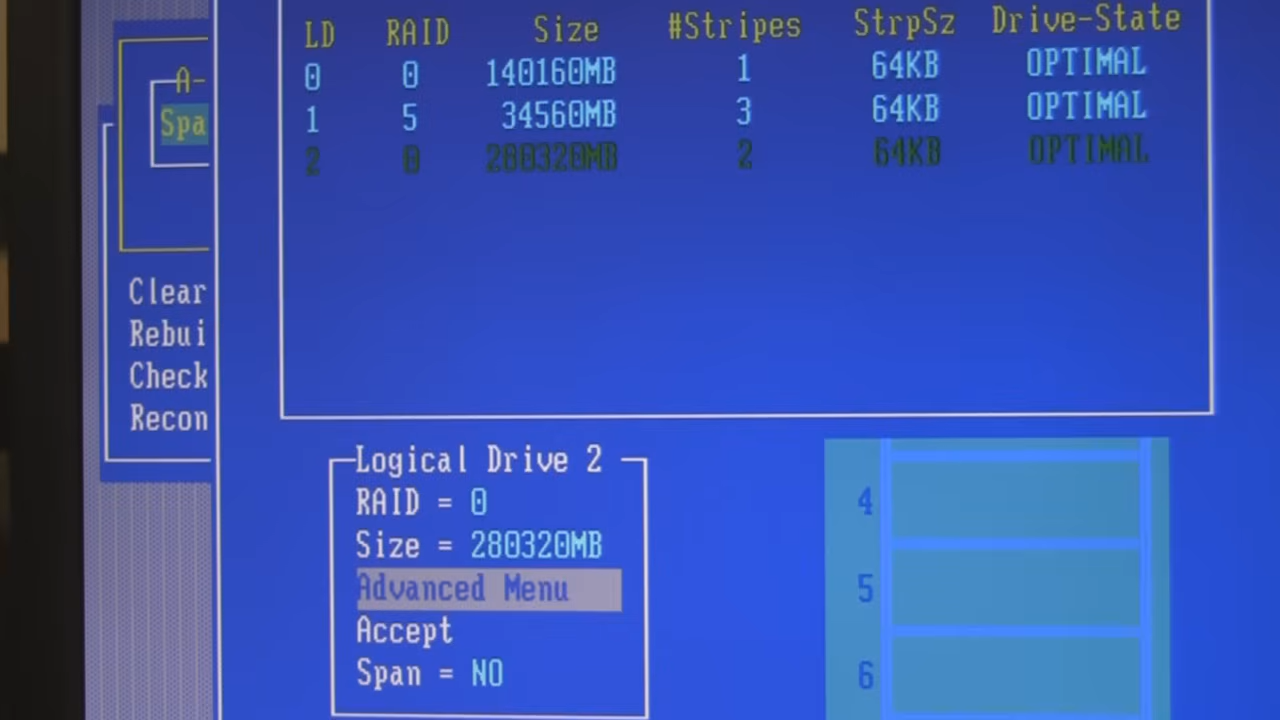 LD RAID Size #Stripes StrpSz Drive-State
0 0 140160MB 1 64KB OPTIMAL
1 5 34560MB 3 64KB OPTIMAL
2 0 280320MB 2 64KB OPTIMAL
A-
Spa
Clear
Rebui
Check
Recon
Logical Drive 2
RAID = 0
Size = 280320MB
Advanced Menu
Accept
Span = NO
4
5
6